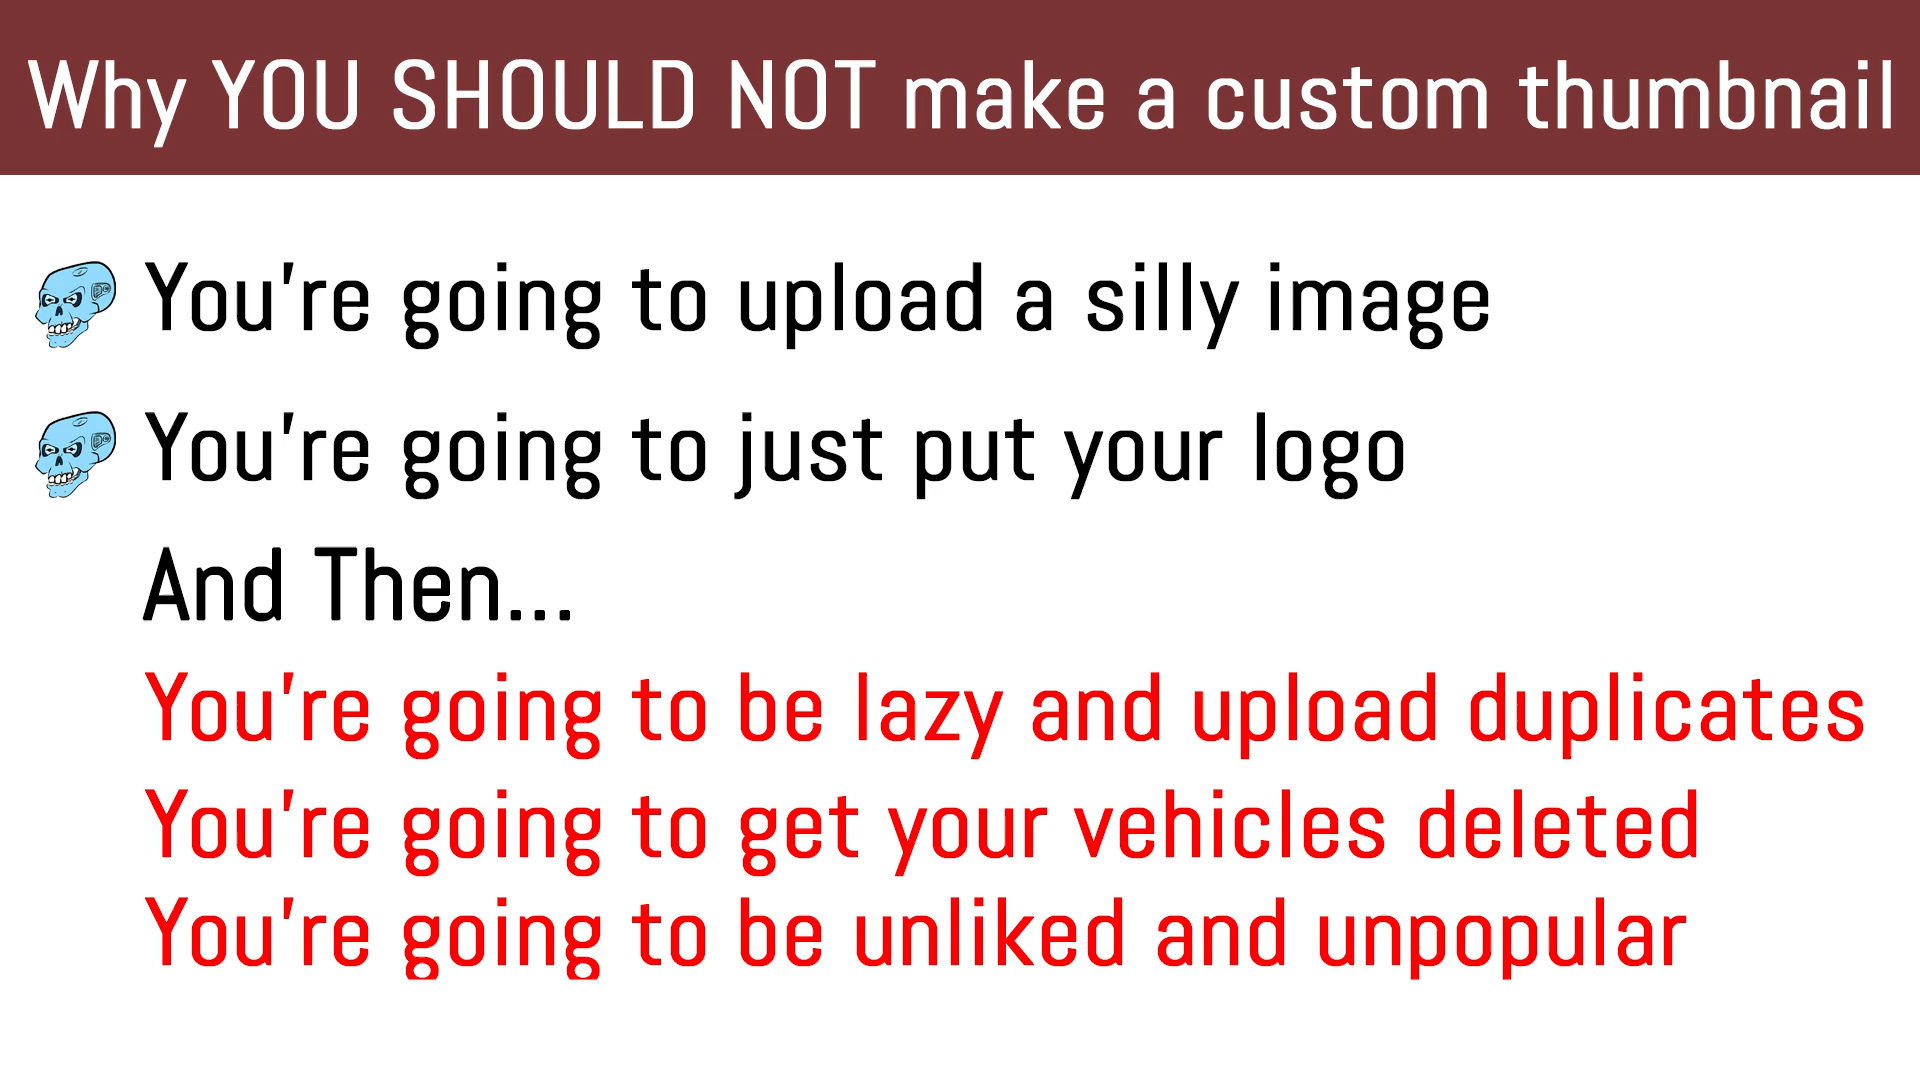 Why YOU SHOULD NOT make a custom thumbnail
You're going to upload a silly image
You're going to just put your logo
And Then...
You're going to be lazy and upload duplicates
You're going to get your vehicles deleted
You're going to be unliked and unpopular